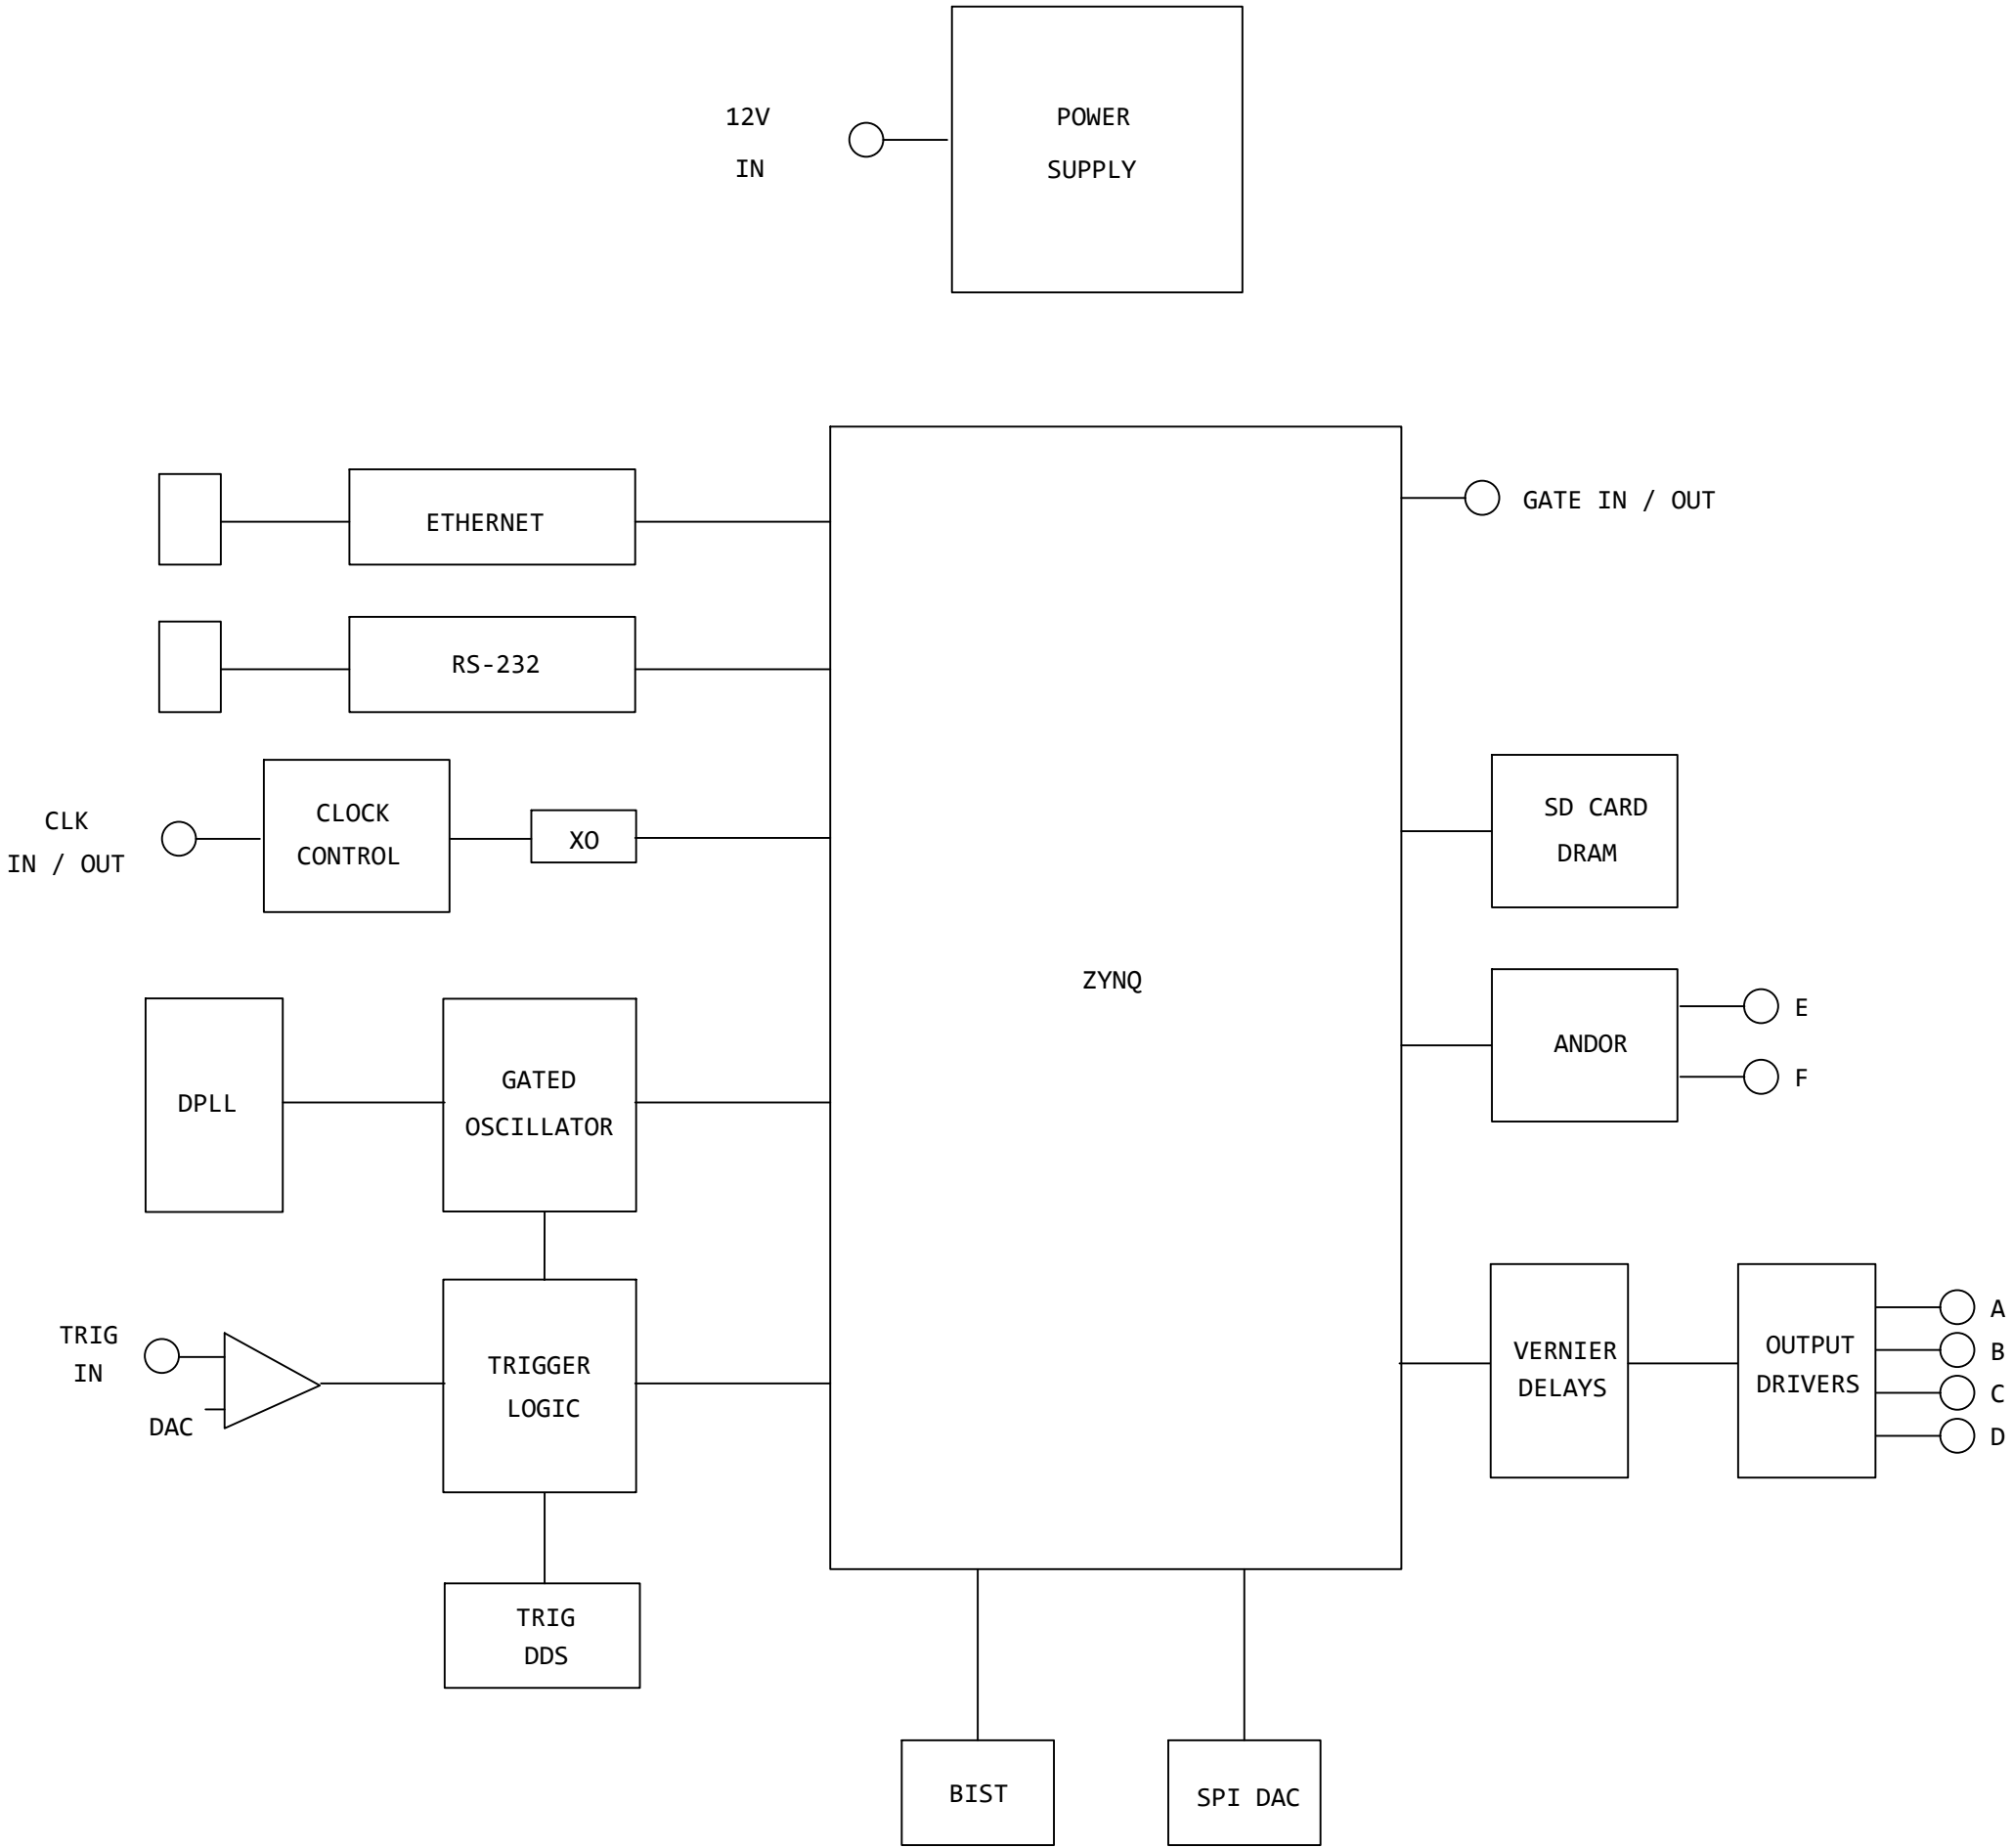 12V
IN
POWER
SUPPLY
ETHERNET
GATE IN / OUT
RS-232
CLK
IN / OUT
CLOCK
CONTROL
XO
SD CARD
DRAM
ZYNQ
DPLL
GATED
OSCILLATOR
ANDOR
E
F
TRIG
IN
DAC
TRIGGER
LOGIC
VERNIER
DELAYS
OUTPUT
DRIVERS
A
B
C
D
TRIG
DDS
BIST
SPI DAC